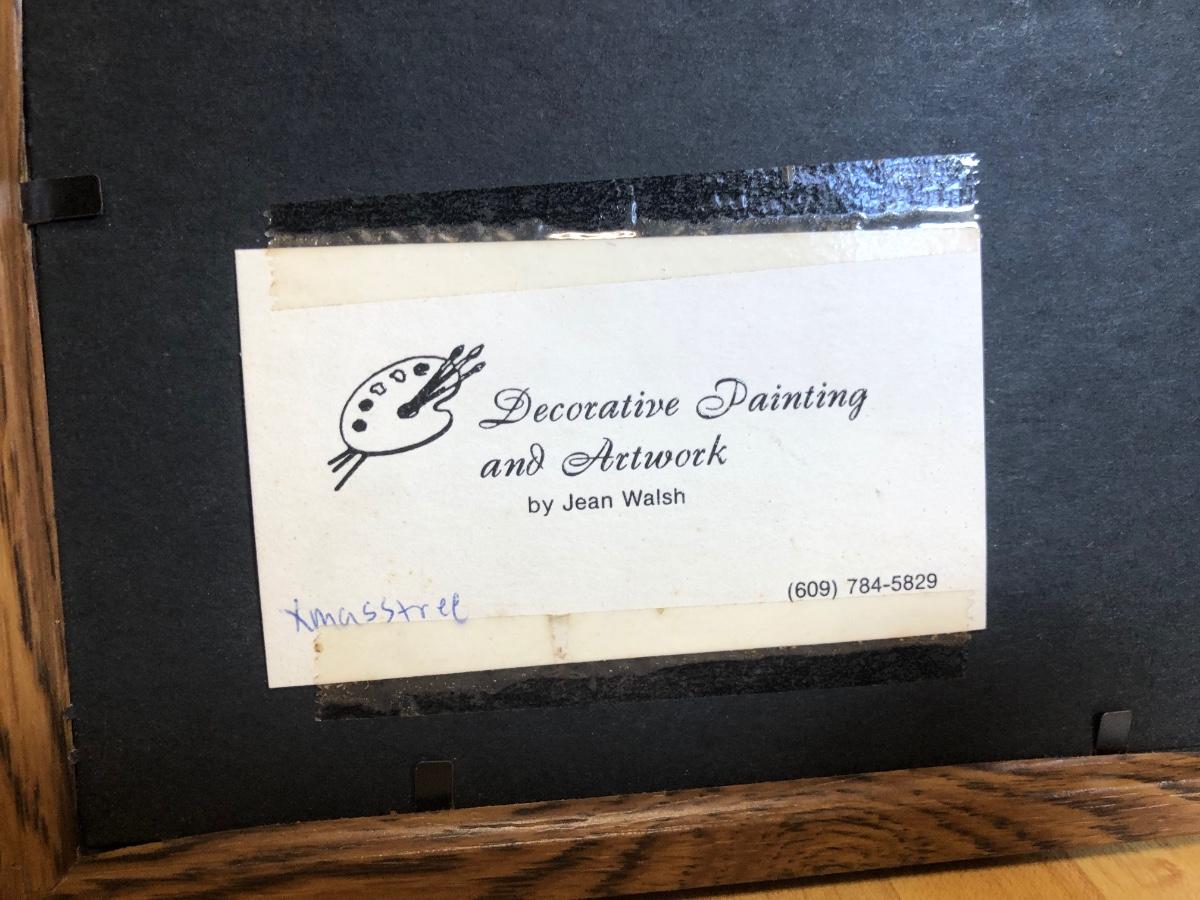 Decorative Painting
and Artwork
by Jean Walsh
(609) 784-5829
xmasstree